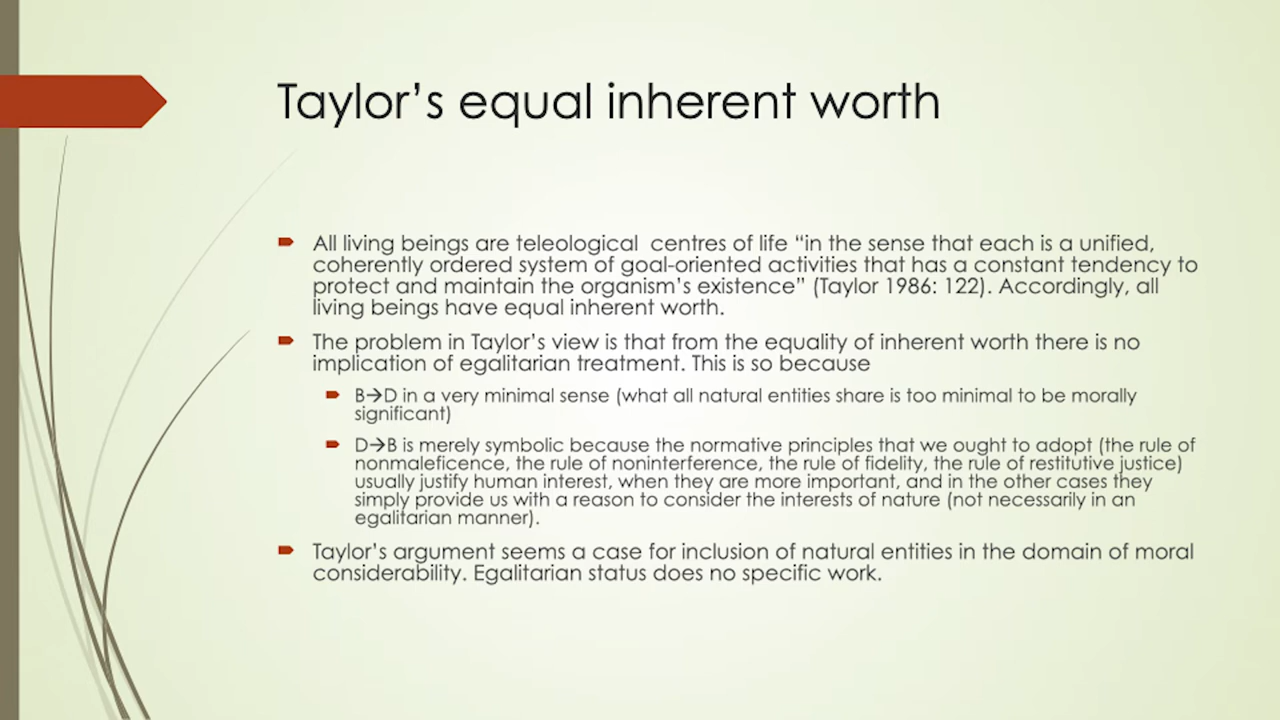 Taylor’s equal inherent worth
All living beings are teleological  centres of life “in the sense that each is a unified,
coherently ordered system of goal-oriented activities that has a constant tendency to
protect and maintain the organism’s existence” (Taylor 1986: 122). Accordingly, all
living beings have equal inherent worth.
The problem in Taylor’s view is that from the equality of inherent worth there is no
implication of egalitarian treatment. This is so because
B→D in a very minimal sense (what all natural entities share is too minimal to be morally
significant)
D→B is merely symbolic because the normative principles that we ought to adopt (the rule of
nonmaleficence, the rule of noninterference, the rule of fidelity, the rule of restitutive justice)
usually justify human interest, when they are more important, and in the other cases they
simply provide us with a reason to consider the interests of nature (not necessarily in an
egalitarian manner).
Taylor’s argument seems a case for inclusion of natural entities in the domain of moral
considerability. Egalitarian status does no specific work.